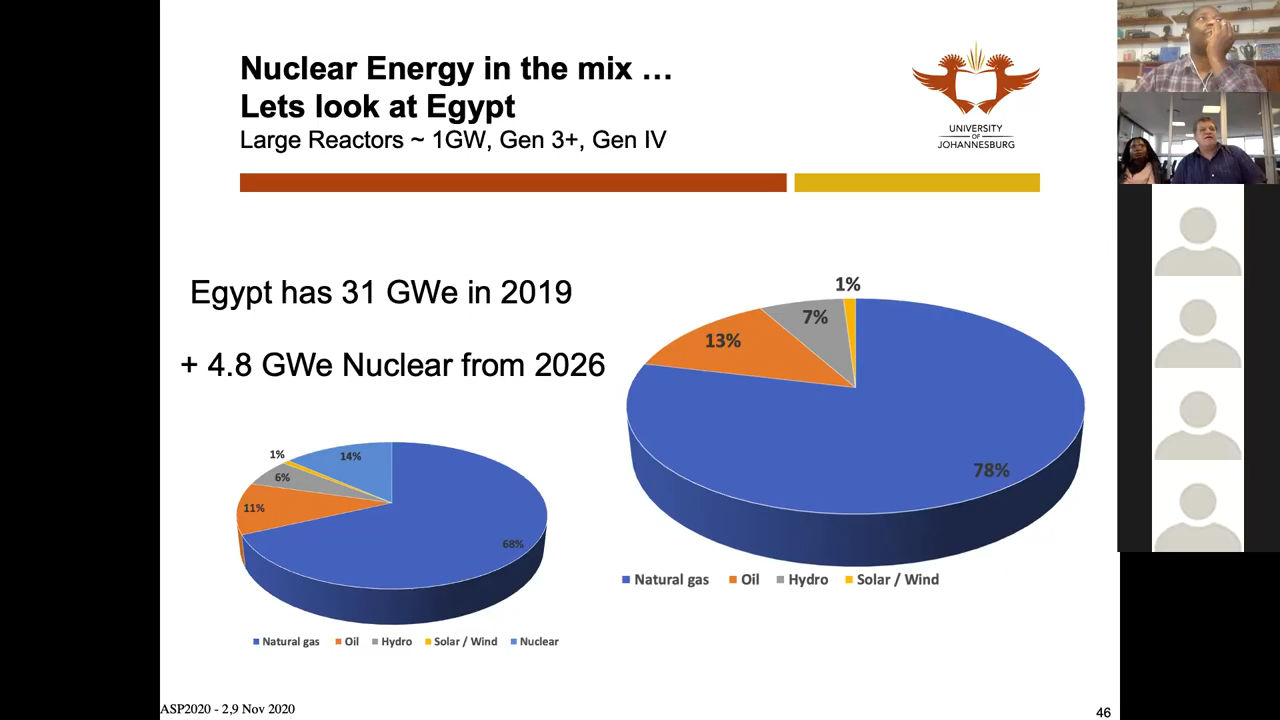 Nuclear Energy in the mix …
Lets look at Egypt
Large Reactors ~ 1GW, Gen 3+, Gen IV
UNIVERSITY
OF
JOHANNESBURG
Egypt has 31 GWe in 2019
+ 4.8 GWe Nuclear from 2026
1%
7%
13%
78%
Natural gas Oil Hydro Solar / Wind
14%
1%
6%
11%
68%
Natural gas Oil Hydro Solar / Wind Nuclear
ASP2020 - 2,9 Nov 2020
46